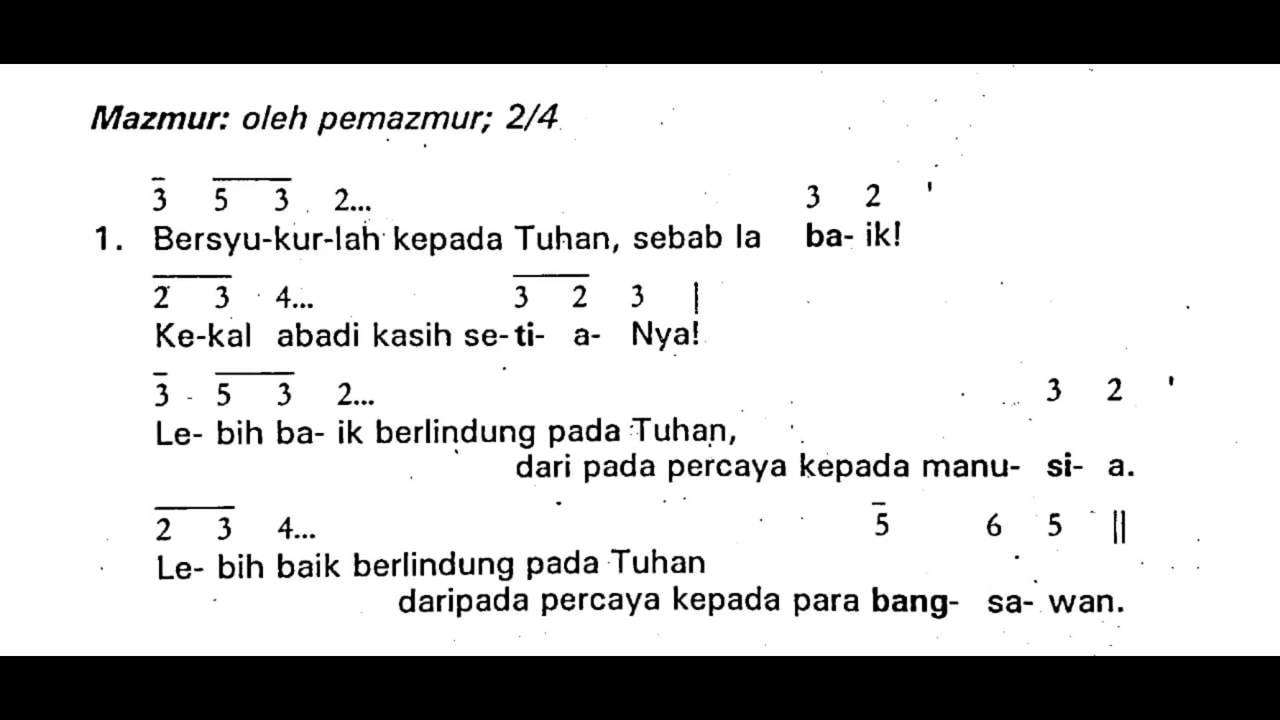 Mazmur: oleh pemazmur; 2/4
3 5 3 2... 3 2 '
1. Bersyu-kur-lah kepada Tuhan, sebab Ia ba- ik!
2 3 4... 3 2 3 |
Ke-kal abadi kasih se-ti- a- Nya!
3 5 3 2... 3 2 '
Le- bih ba- ik berlindung pada Tuhan,
dari pada percaya kepada manu- si- a.
2 3 4... 5 6 5 ||
Le- bih baik berlindung pada Tuhan
daripada percaya kepada para bang- sa- wan.